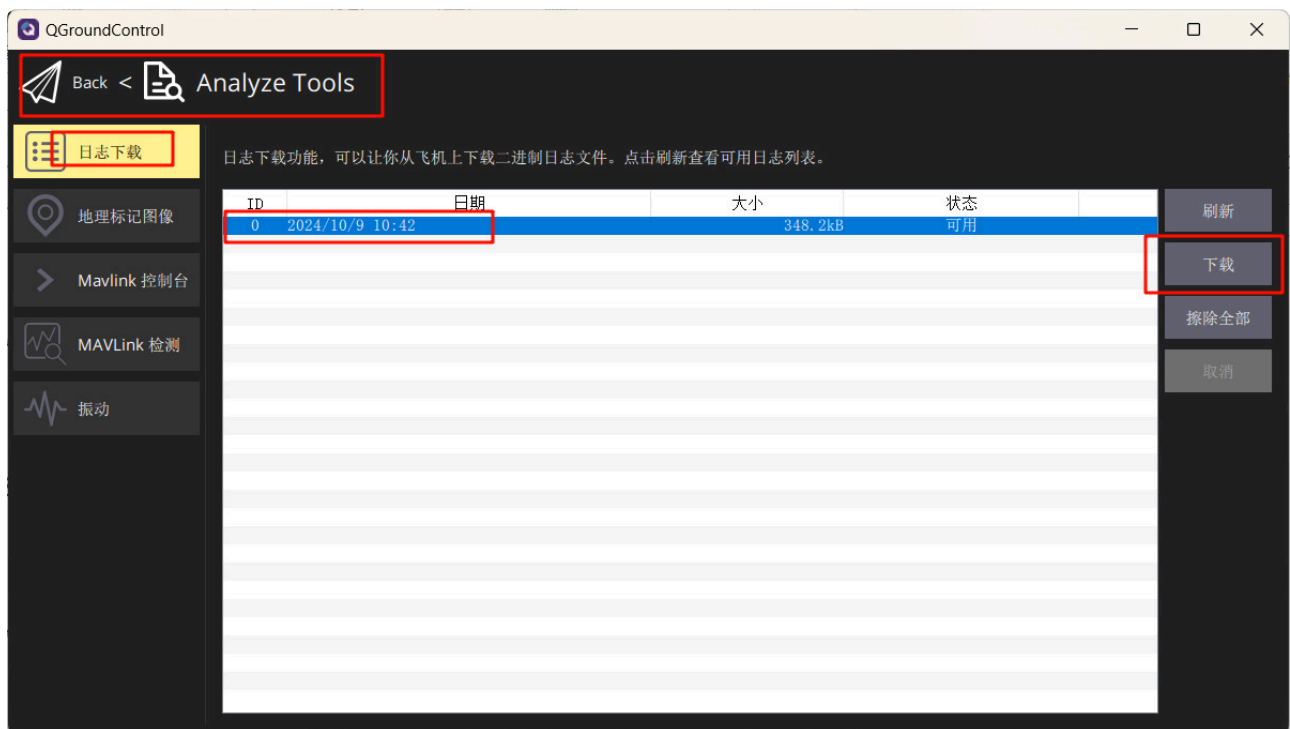 QGroundControl
Back < Analyze Tools
日志下载
日志下载功能，可以让你从飞机上下载二进制日志文件。点击刷新查看可用日志列表。
ID 日期 大小 状态
0 2024/10/9 10:42 348.2kB 可用
刷新
地理标记图像
下载
Mavlink 控制台
擦除全部
MAVLink 检测
取消
振动